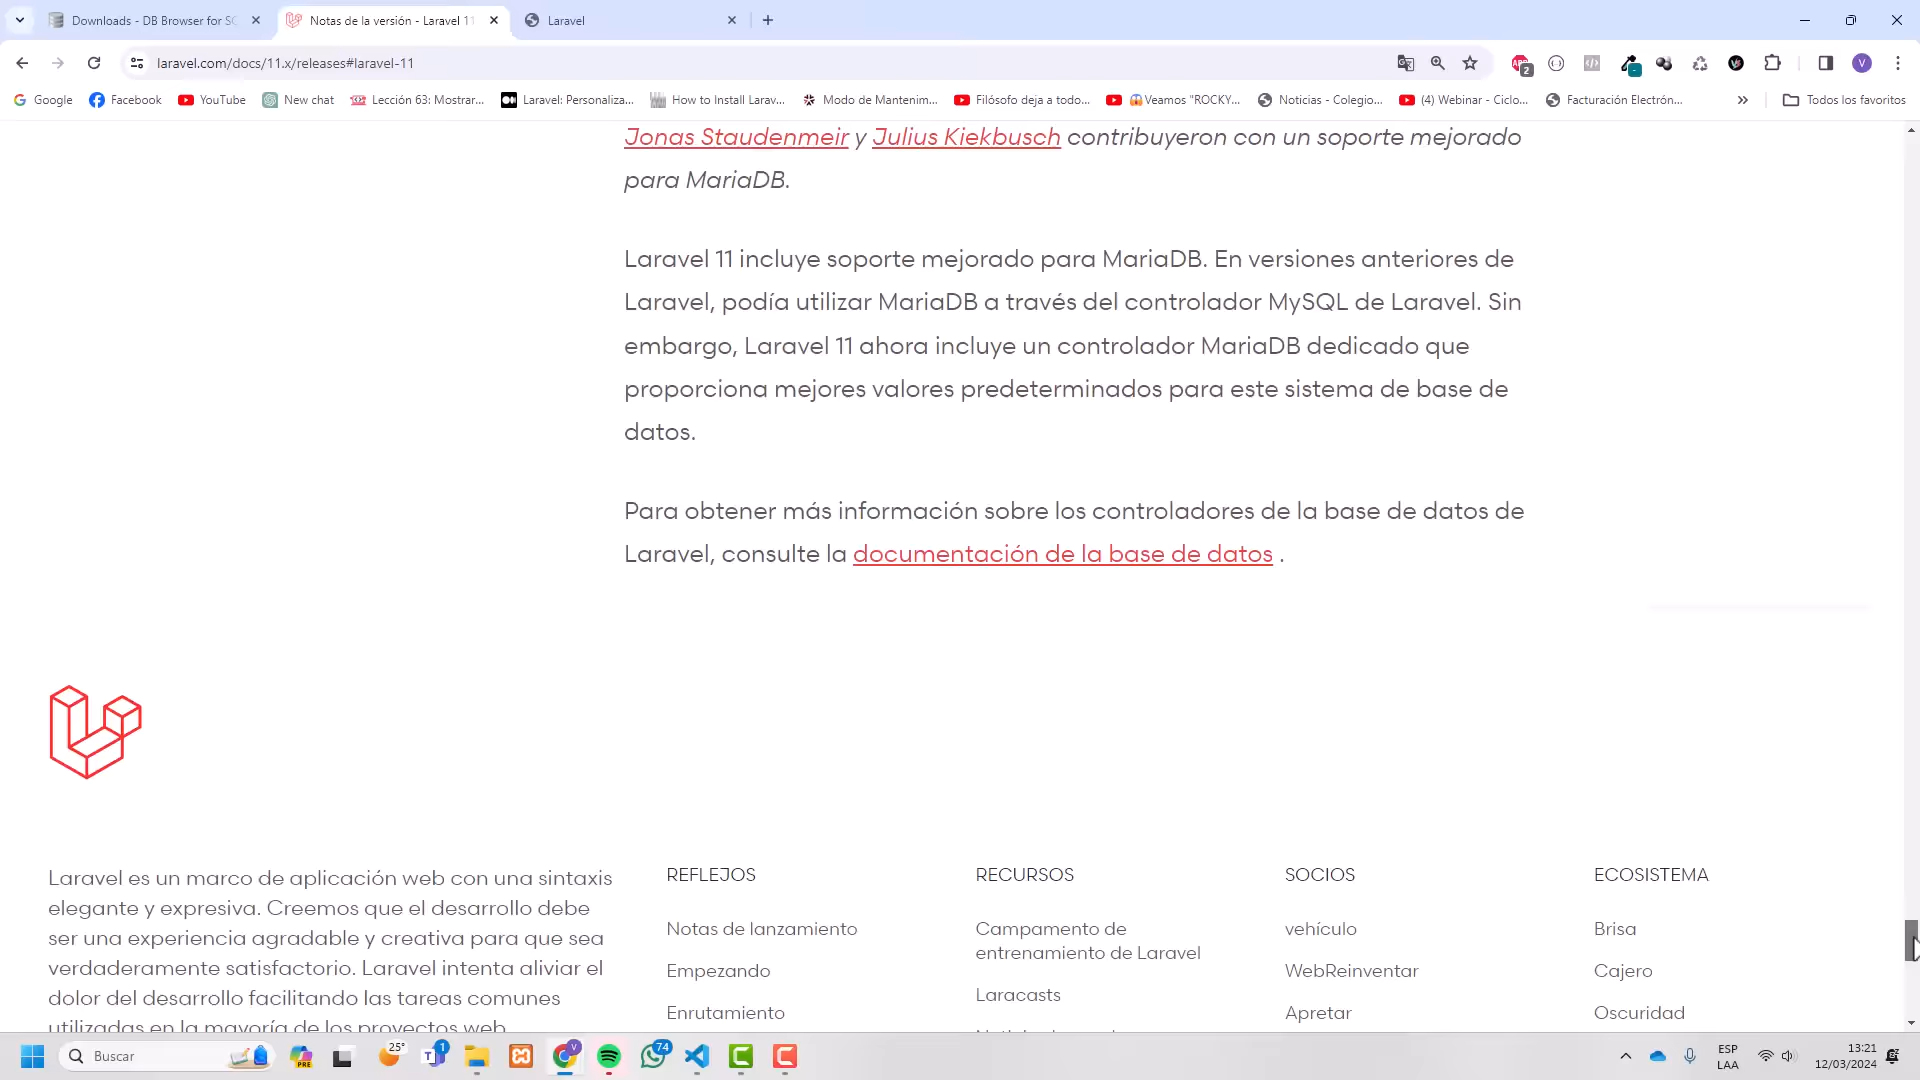 Downloads - DB Browser for SC
Notas de la versión - Laravel 11
Laravel
laravel.com/docs/11.x/releases#laravel-11
Google
Facebook
YouTube
New chat
Lección 63: Mostrar...
Laravel: Personaliza...
How to Install Larav...
Modo de Mantenim...
Filósofo deja a todo...
😱Veamos "ROCKY...
Noticias - Colegio...
(4) Webinar - Ciclo...
Facturación Electrón...
Todos los favoritos
Jonas Staudenmeir y Julius Kiekbusch contribuyeron con un soporte mejorado
para MariaDB.
Laravel 11 incluye soporte mejorado para MariaDB. En versiones anteriores de
Laravel, podía utilizar MariaDB a través del controlador MySQL de Laravel. Sin
embargo, Laravel 11 ahora incluye un controlador MariaDB dedicado que
proporciona mejores valores predeterminados para este sistema de base de
datos.
Para obtener más información sobre los controladores de la base de datos de
Laravel, consulte la documentación de la base de datos .
Laravel es un marco de aplicación web con una sintaxis
elegante y expresiva. Creemos que el desarrollo debe
ser una experiencia agradable y creativa para que sea
verdaderamente satisfactorio. Laravel intenta aliviar el
dolor del desarrollo facilitando las tareas comunes
utilizadas en la mayoría de los proyectos web.
REFLEJOS
Notas de lanzamiento
Empezando
Enrutamiento
RECURSOS
Campamento de
entrenamiento de Laravel
Laracasts
SOCIOS
vehículo
WebReinventar
Apretar
ECOSISTEMA
Brisa
Cajero
Oscuridad
Buscar
PRE
25°
1
74
ESP
LAA
13:21
12/03/2024